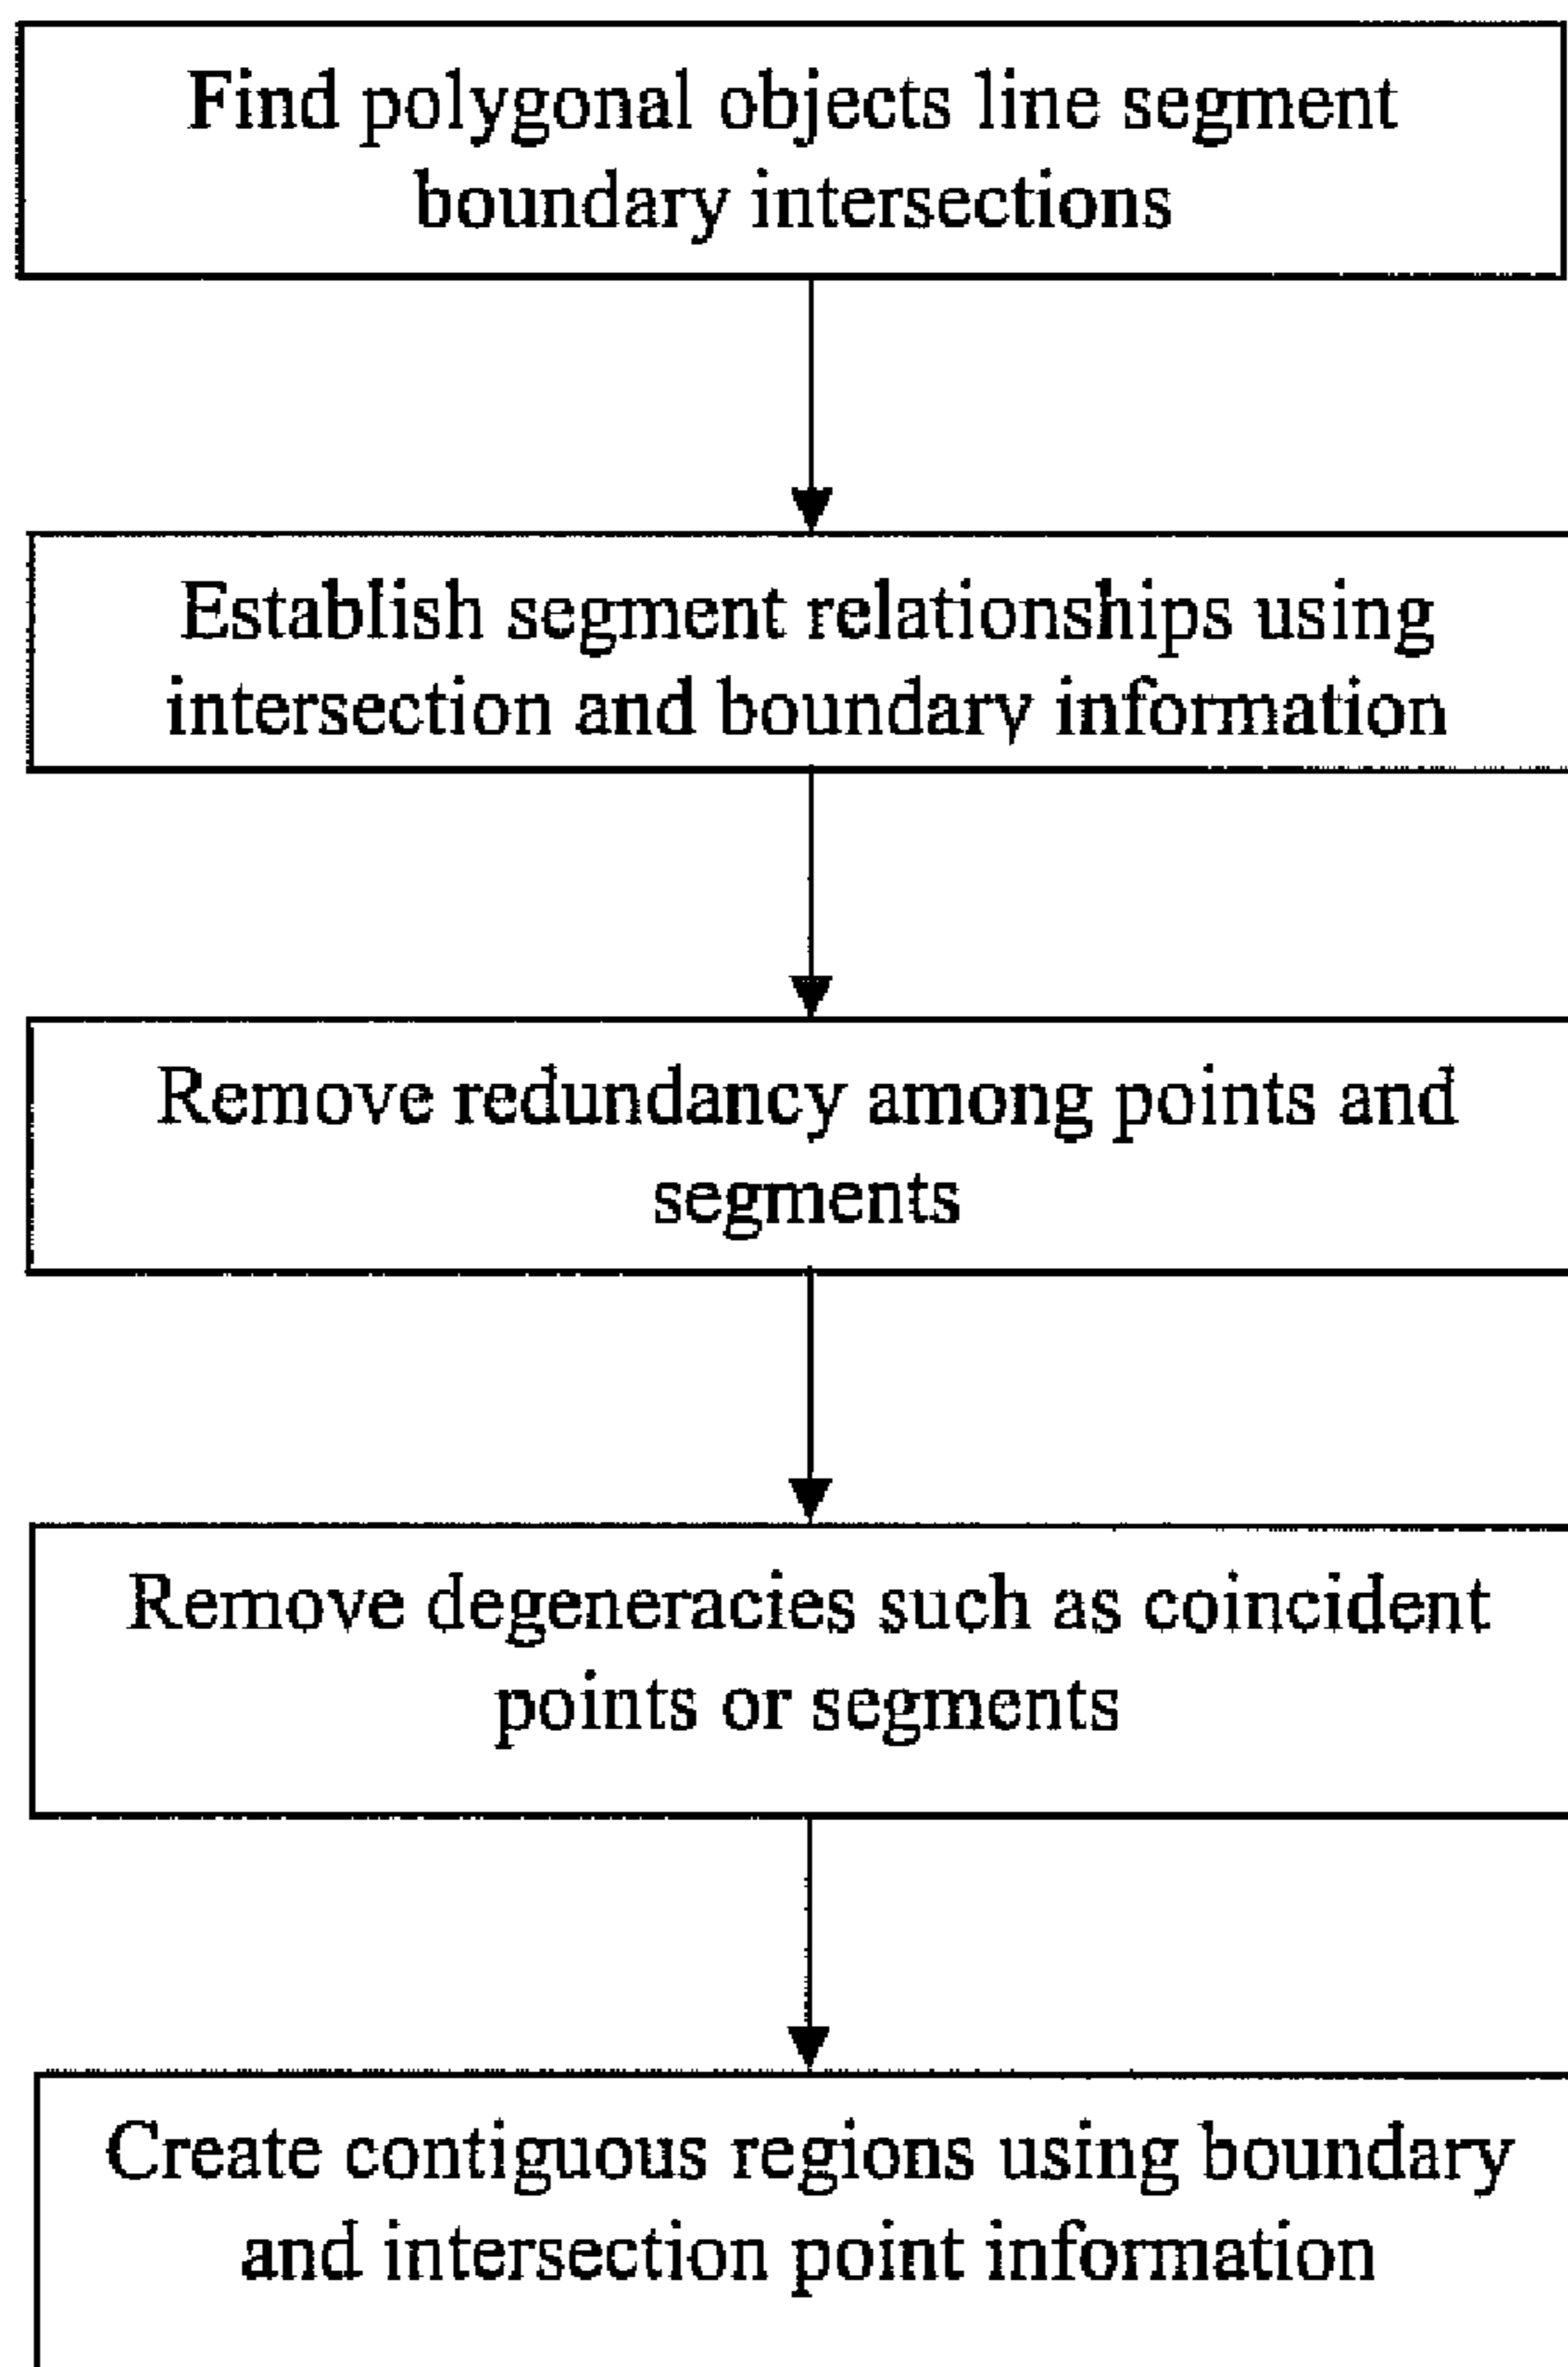 Find polygonal objects line segment
boundary intersections
Establish segment relationships using
intersection and boundary information
Remove redundancy among points and
segments
Remove degeneracies such as coincident
points or segments
Create contiguous regions using boundary
and intersection point information